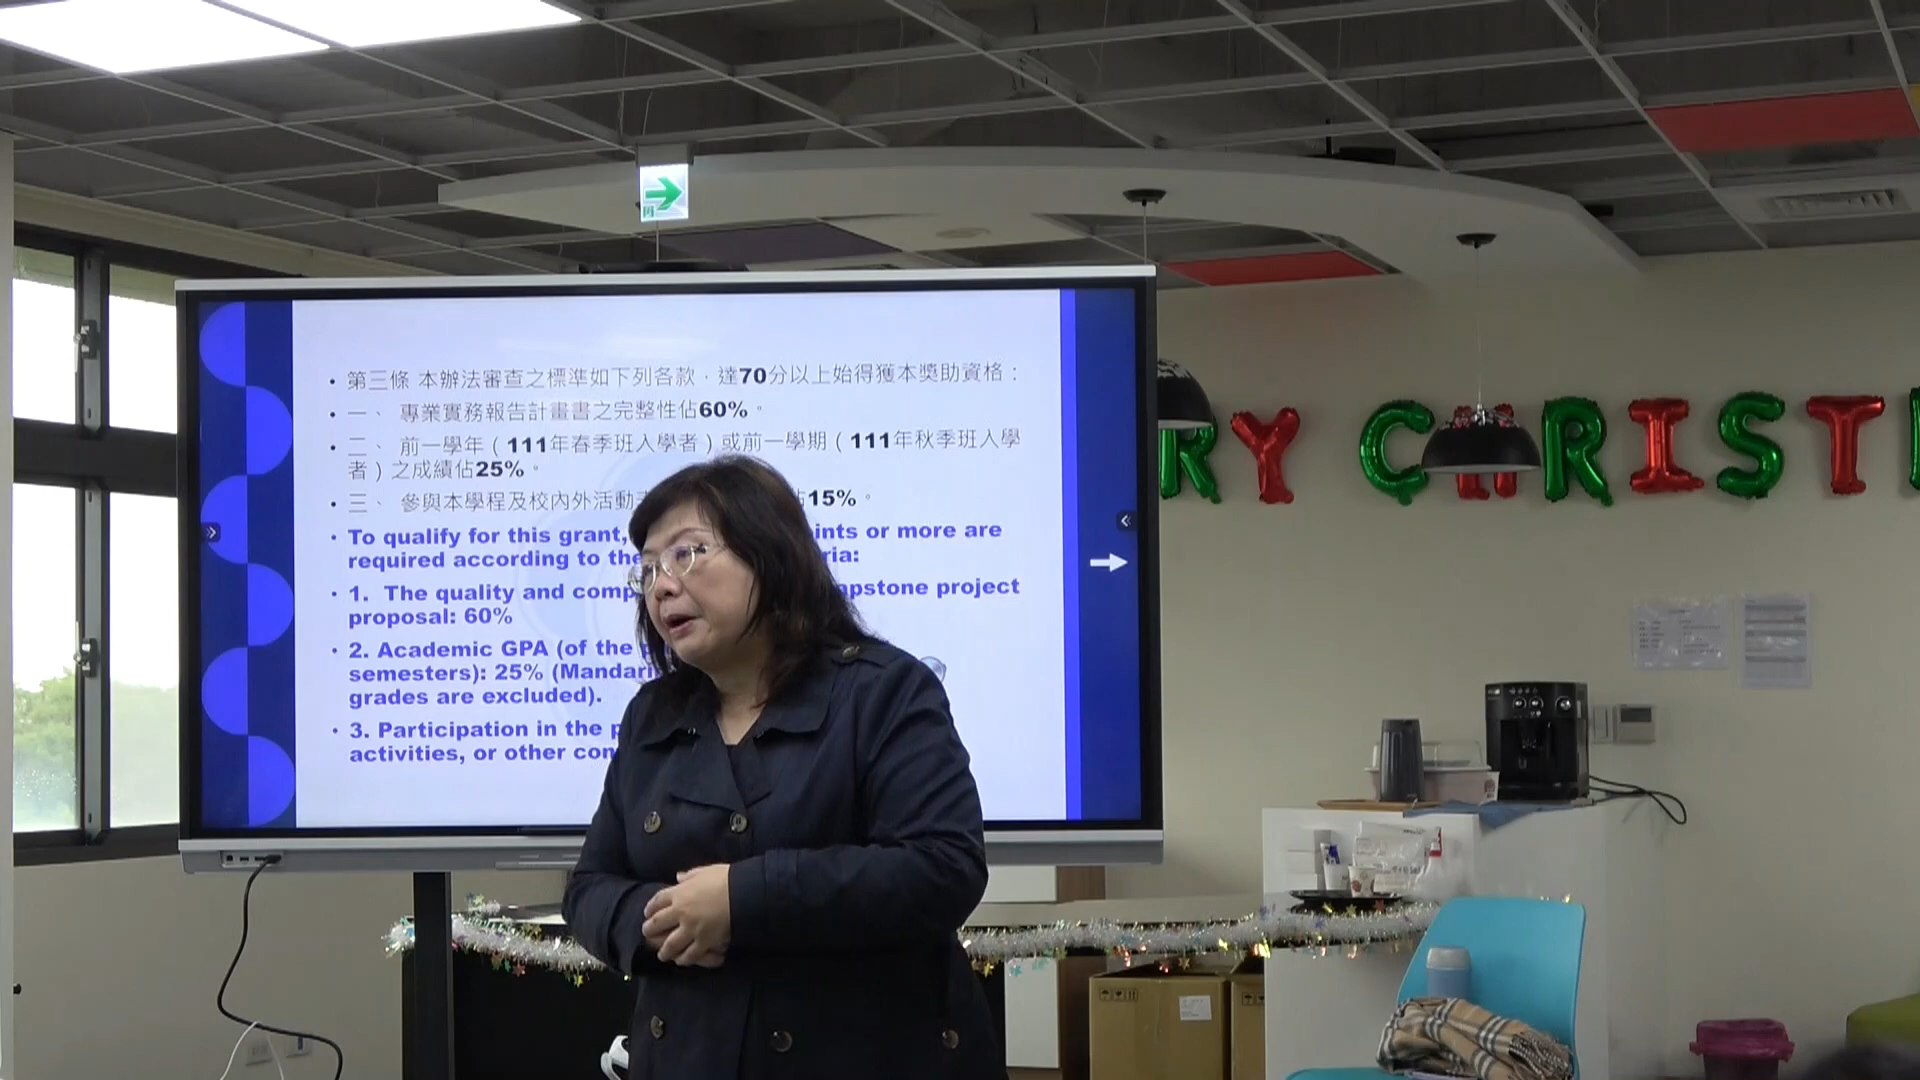 第三條 本辦法審查之標準如下列各款，達70分以上始得獲本獎助資格：
一、 專業實務報告計畫書之完整性佔60%。
二、 前一學年（111年春季班入學者）或前一學期（111年秋季班入學
者）之成績佔25%。
三、 參與本學程及校內外活動 15%。
To qualify for this grant, or more are
required according to the
1. The quality and project
proposal: 60%
2. Academic GPA (of the
semesters): 25%
grades are excluded).
3. Participation in the
activities, or other
RY CHRIST